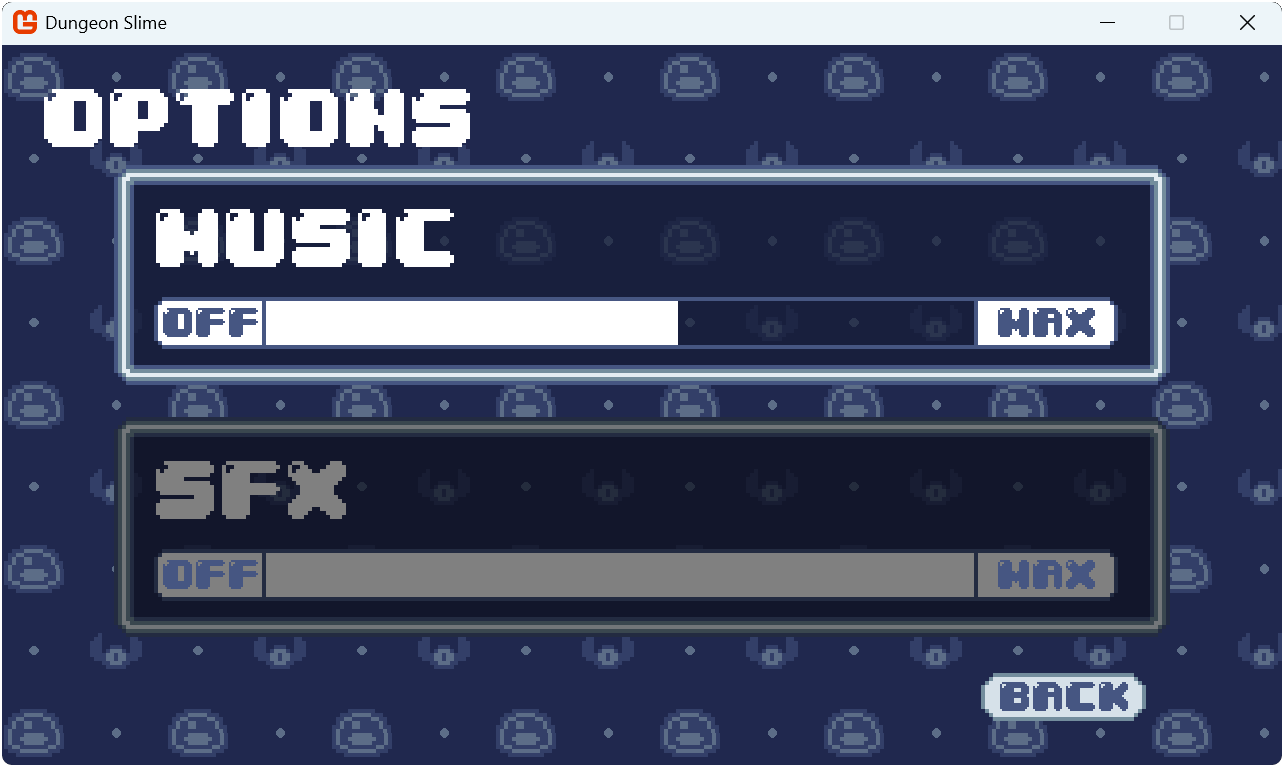 Dungeon Slime
OPTIONS
MUSIC
OFF MAX
SFX
OFF MAX
BACK